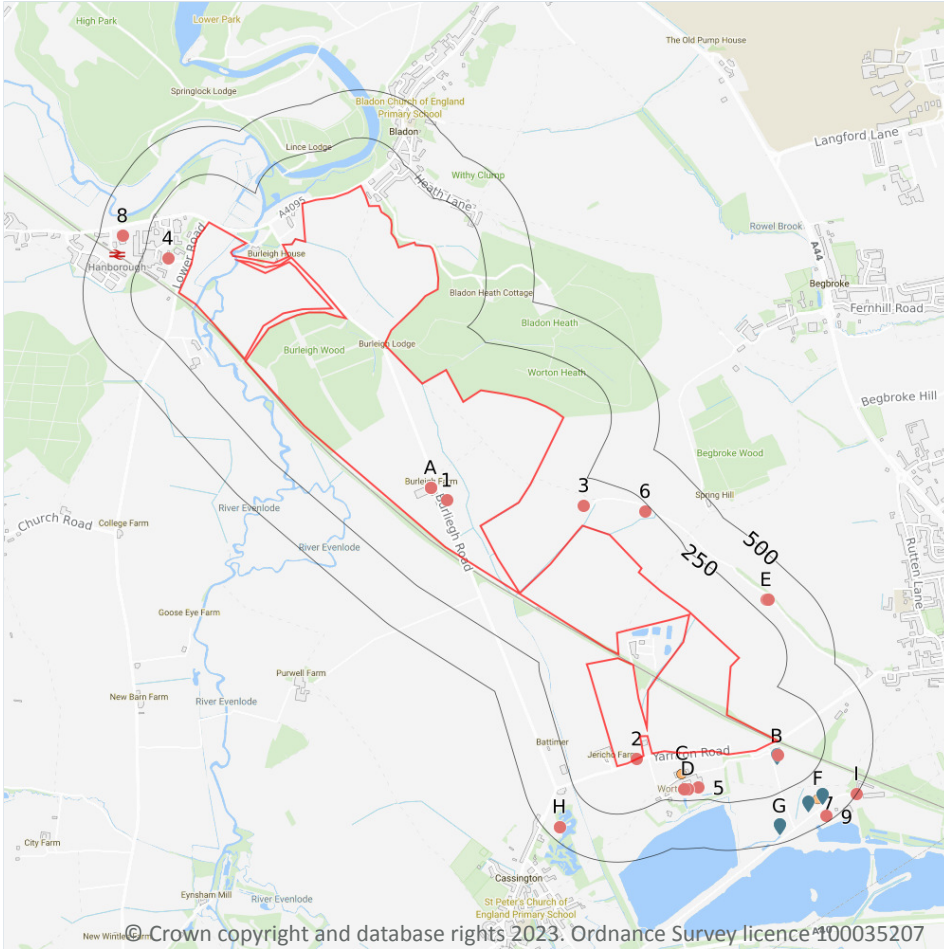 High Park
Lower Park
The Old Pump House
Springlock Lodge
Bladon Church of England
Primary School
Bladon
Langford Lane
Lince Lodge
Withy Clump
Heath Lane
A4095
8
4
Lower Road
Rowel Brook
A44
Hanborough
Burleigh House
Begbroke
Bladon Heath Cottage
Fernhill Road
Bladon Heath
Burleigh Wood
Burleigh Lodge
Worton Heath
Begbroke Hill
Begbroke Wood
A
1
Burleigh Farm
3
6
Spring Hill
Church Road
College Farm
River Evenlode
Burliegh Road
River Evenlode
250
500
Rutten Lane
E
Goose Eye Farm
Purwell Farm
New Barn Farm
River Evenlode
Battimer
2
Jericho Farm
Yarnton Road
B
C
D
5
F
I
7
9
G
H
City Farm
Cassington
Eynsham Mill
River Evenlode
St Peter's Church of
England Primary School
A40
© Crown copyright and database rights 2023. Ordnance Survey licence 100035207